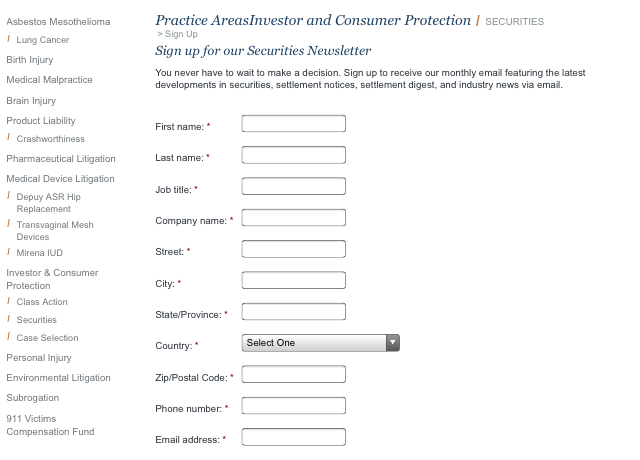 Asbestos Mesothelioma
/ Lung Cancer
Birth Injury
Medical Malpractice
Brain Injury
Product Liability
/ Crashworthiness
Pharmaceutical Litigation
Medical Device Litigation
/ Depuy ASR Hip
Replacement
/ Transvaginal Mesh
Devices
/ Mirena IUD
Investor & Consumer
Protection
/ Class Action
/ Securities
/ Case Selection
Personal Injury
Environmental Litigation
Subrogation
911 Victims
Compensation Fund
Practice AreasInvestor and Consumer Protection / SECURITIES
> Sign Up
Sign up for our Securities Newsletter
You never have to wait to make a decision. Sign up to receive our monthly email featuring the latest
developments in securities, settlement notices, settlement digest, and industry news via email.
First name: *
Last name: *
Job title: *
Company name: *
Street: *
City: *
State/Province: *
Country: * Select One
Zip/Postal Code: *
Phone number: *
Email address: *